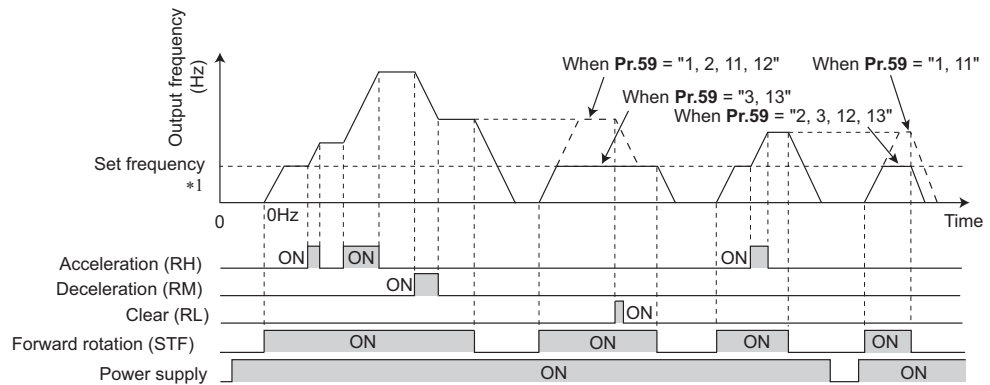 Output frequency
(Hz)
When Pr.59 = "1, 2, 11, 12"
When Pr.59 = "1, 11"
When Pr.59 = "3, 13"
When Pr.59 = "2, 3, 12, 13"
Set frequency
*1
0
0Hz
Time
Acceleration (RH)
ON
ON
ON
Deceleration (RM)
ON
Clear (RL)
ON
Forward rotation (STF)
ON
ON
ON
ON
Power supply
ON
ON